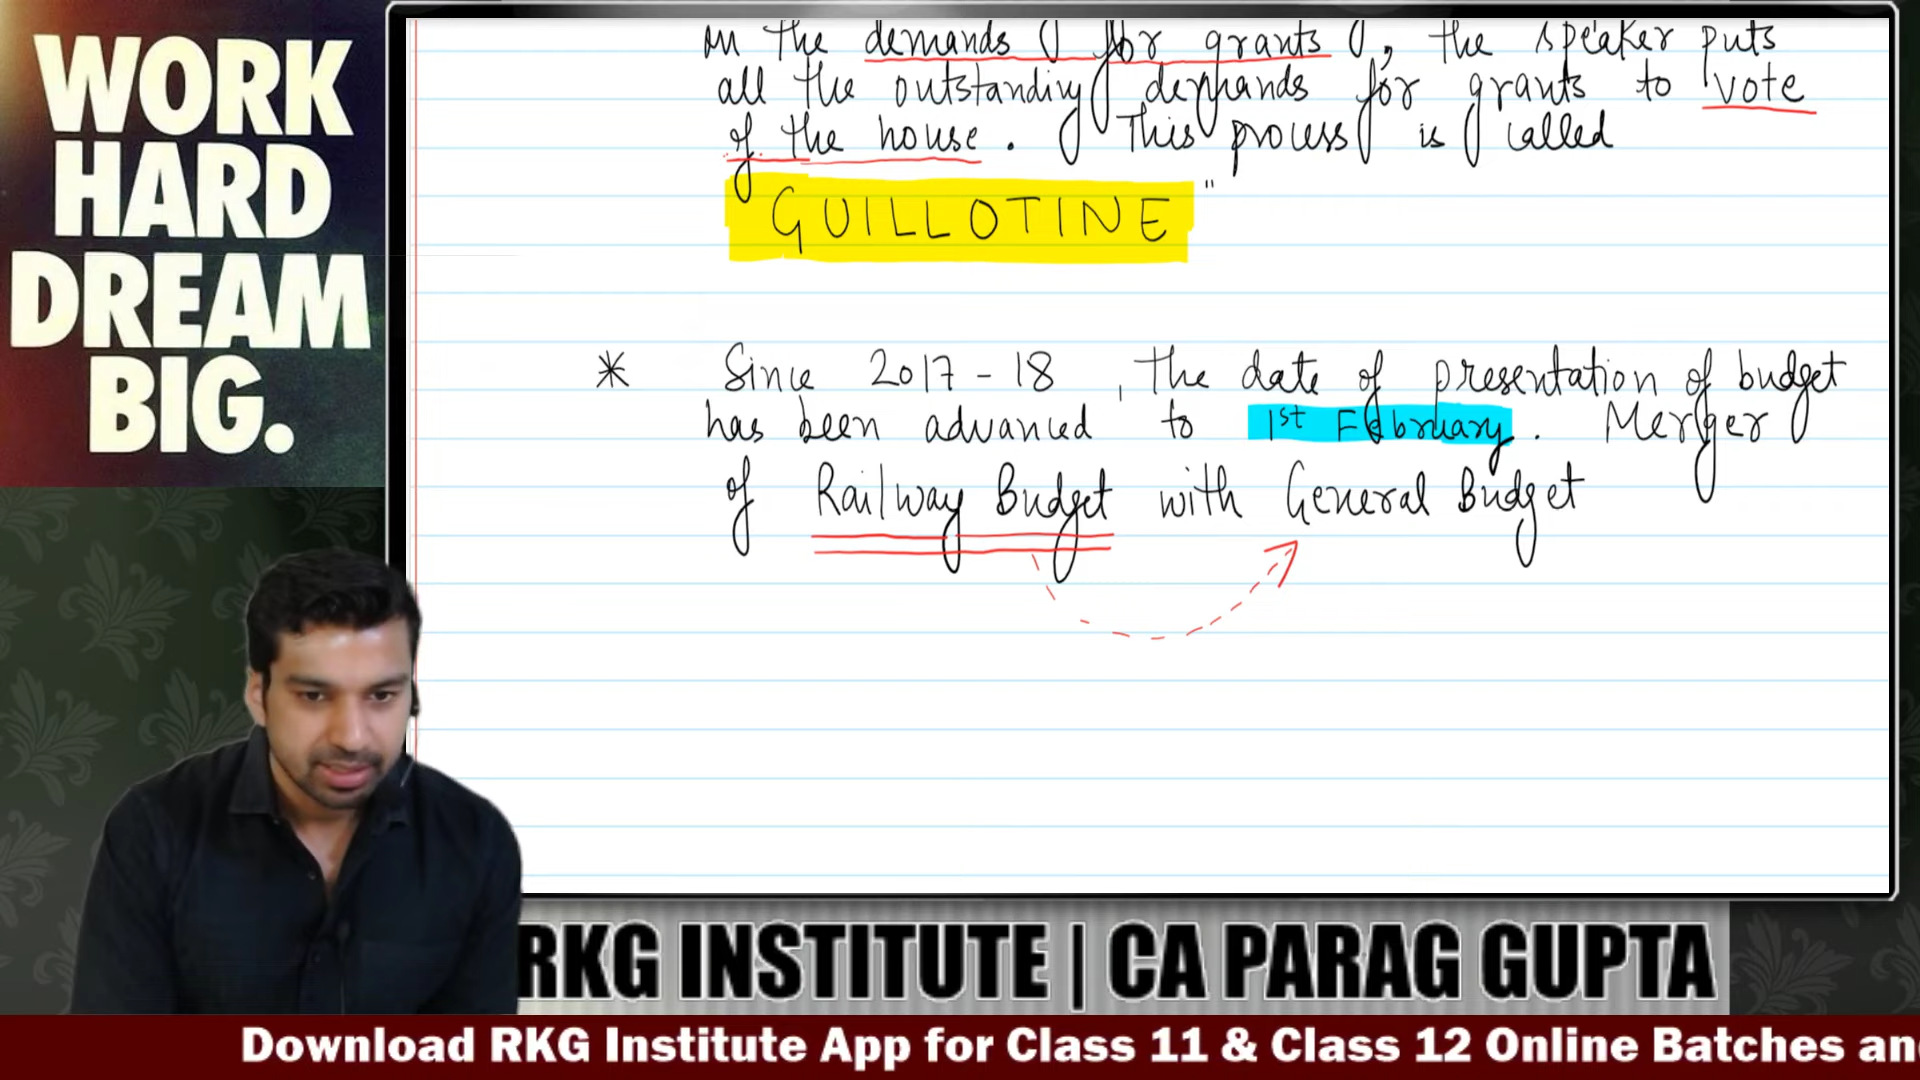 WORK
HARD
DREAM
BIG.
on the demands for grants, the speaker puts
all the outstanding demands for grants to vote
of the house. This process is called
GUILLOTINE"
* Since 2017-18, the date of presentation of budget
has been advanced to 1st February. Merger
of Railway Budget with General Budget
RKG INSTITUTE | CA PARAG GUPTA
Download RKG Institute App for Class 11 & Class 12 Online Batches an